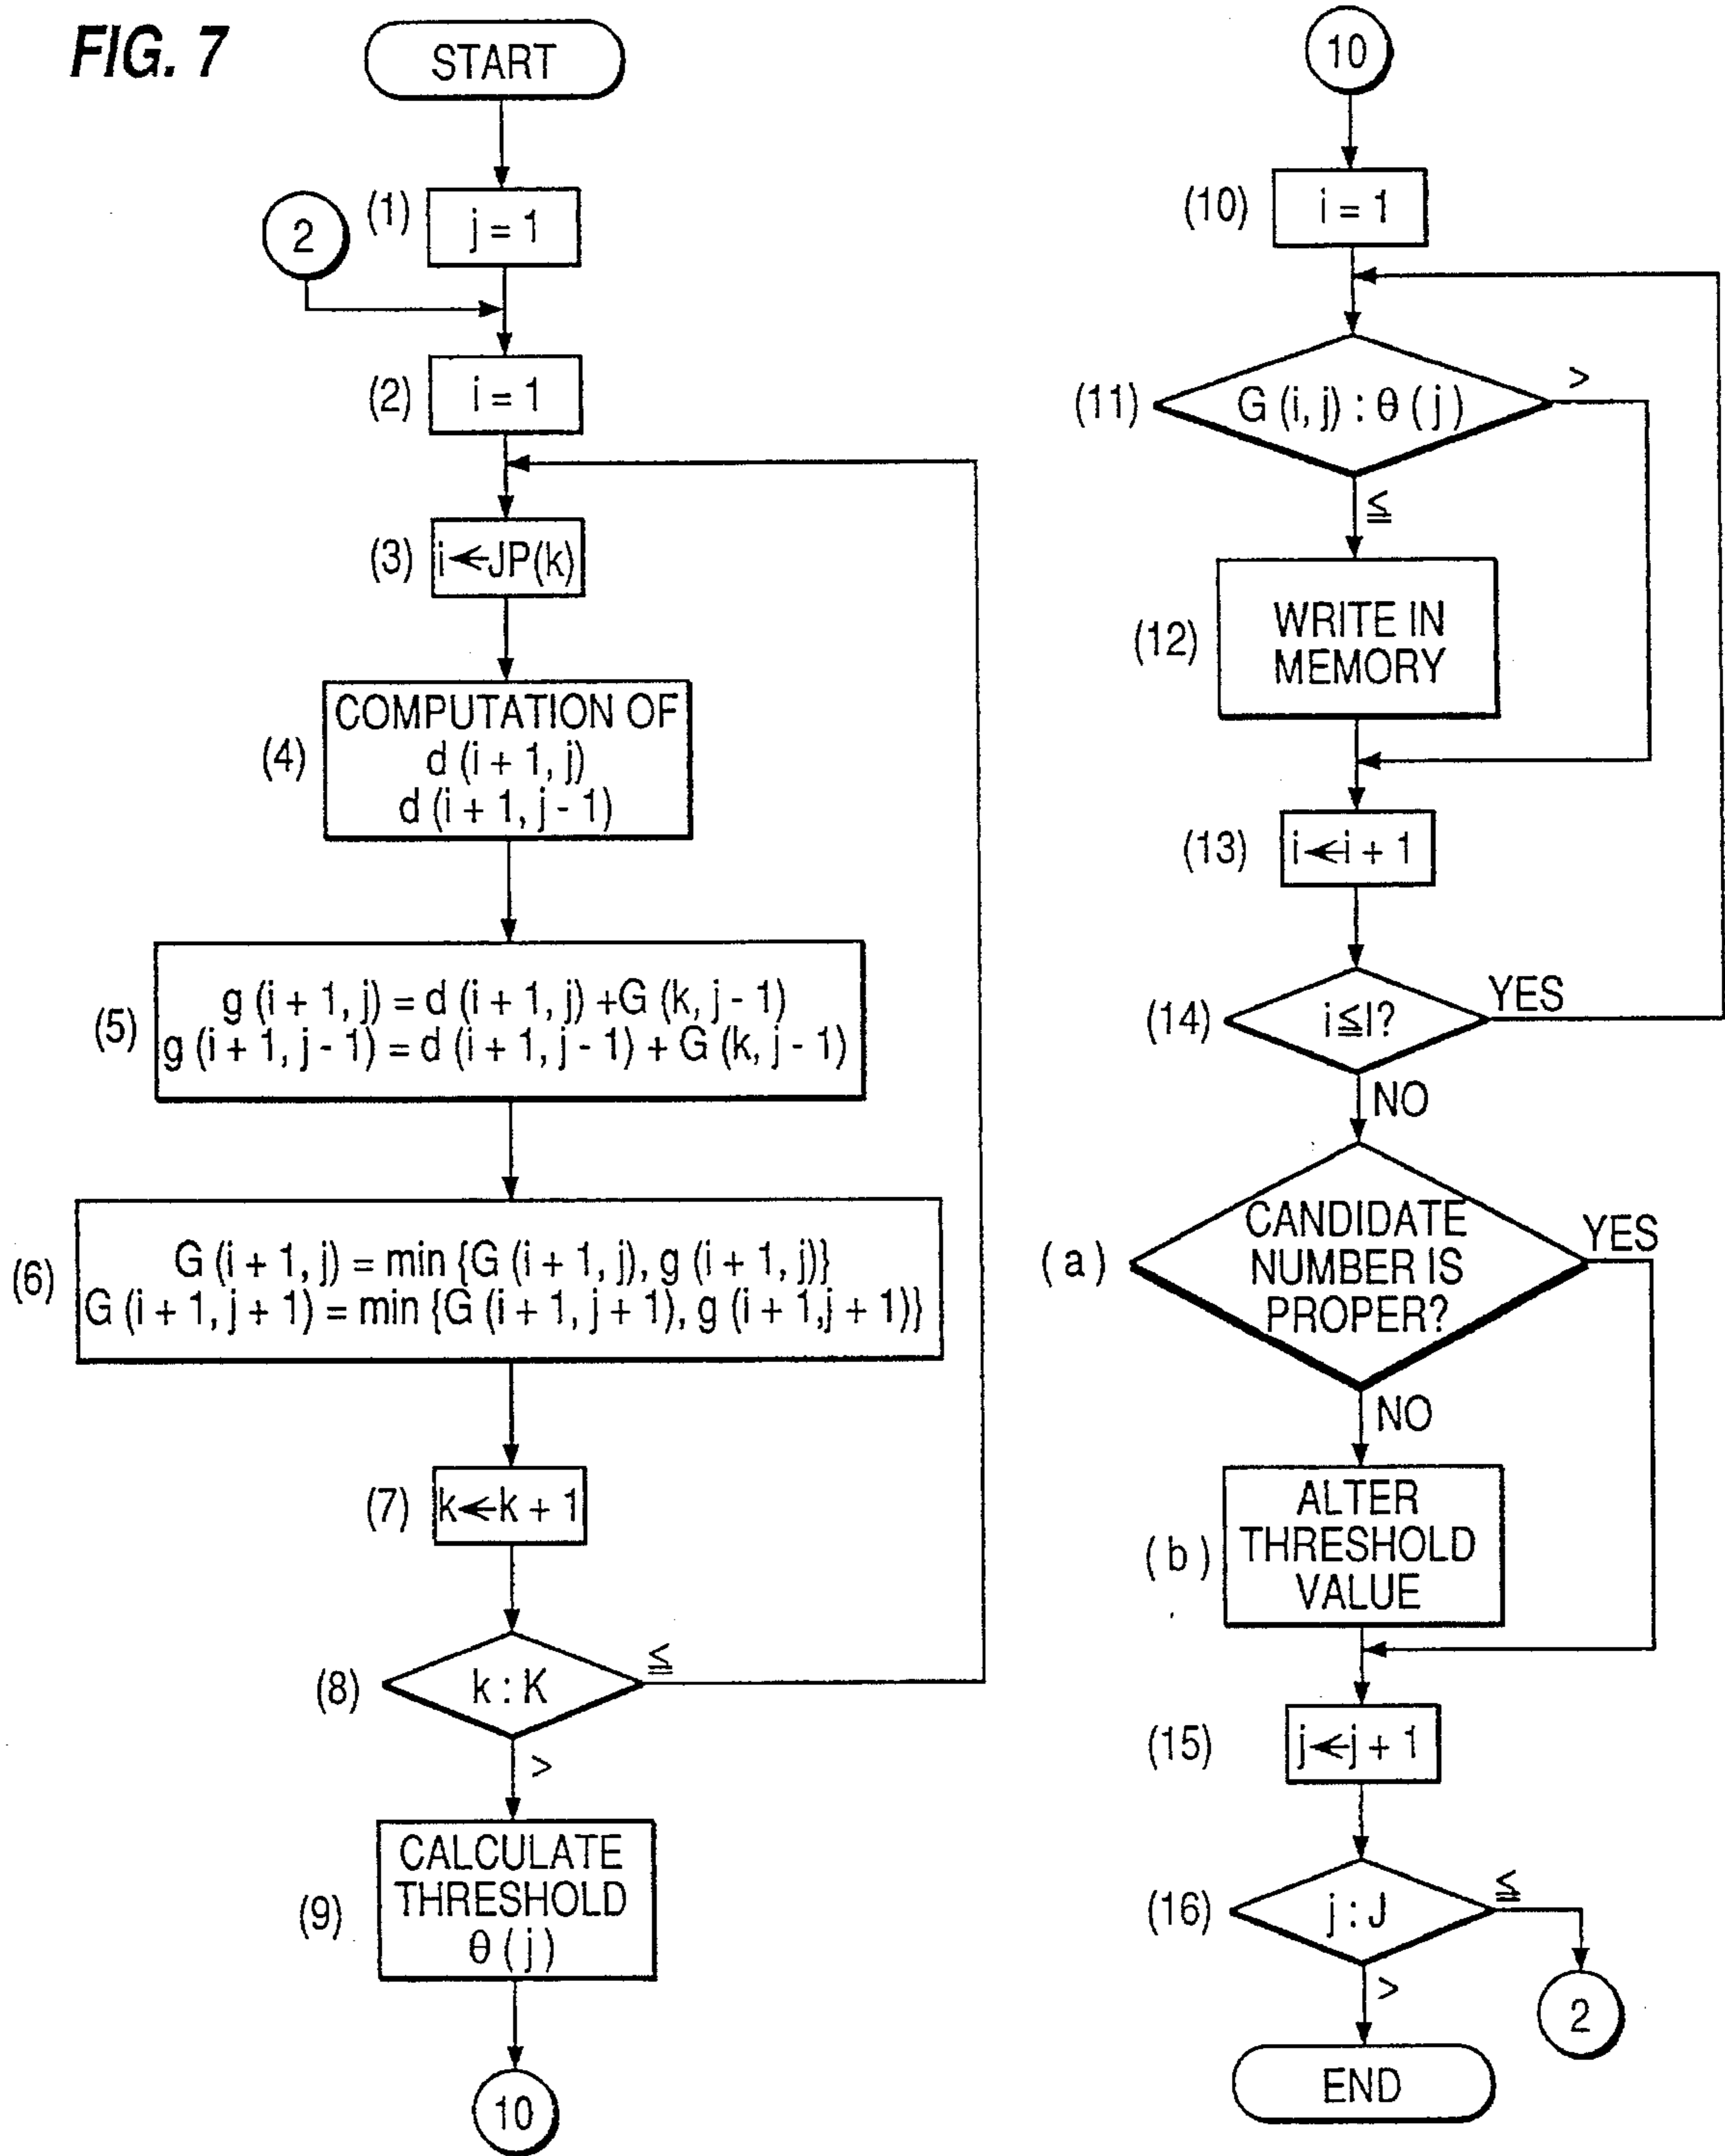 FIG. 7
START
(1)
j = 1
2
(2)
i = 1
(3)
i←JP(k)
(4)
COMPUTATION OF
d (i + 1, j)
d (i + 1, j - 1)
(5)
g (i + 1, j) = d (i + 1, j) +G (k, j - 1)
g (i + 1, j - 1) = d (i + 1, j - 1) + G (k, j - 1)
(6)
G (i + 1, j) = min {G (i + 1, j), g (i + 1, j)}
G (i + 1, j + 1) = min {G (i + 1, j + 1), g (i + 1,j + 1)}
(7)
k←k + 1
(8)
k : K
≦
>
(9)
CALCULATE
THRESHOLD
θ ( j )
10
10
(10)
i = 1
(11)
G (i, j) : θ ( j )
>
≦
(12)
WRITE IN
MEMORY
(13)
i←i + 1
(14)
i≦I?
YES
NO
( a )
CANDIDATE
NUMBER IS
PROPER?
YES
NO
( b )
ALTER
THRESHOLD
VALUE
(15)
j←j + 1
(16)
j : J
≦
>
2
END